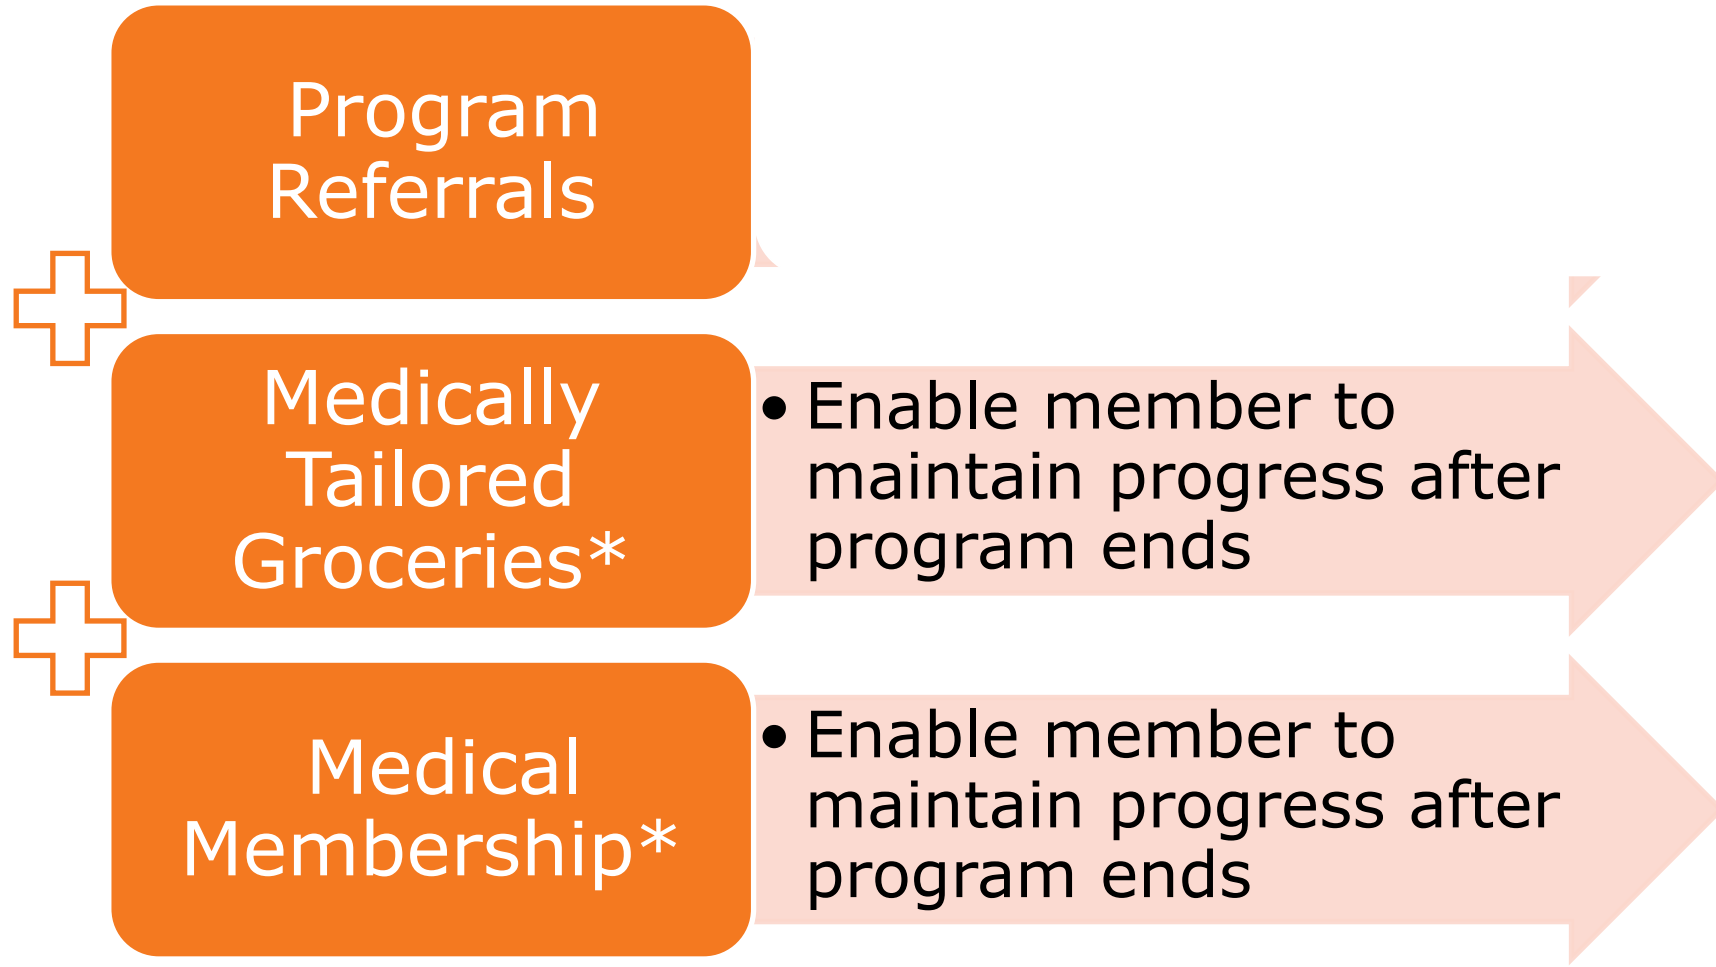 Program
Referrals
Medically
Tailored
Groceries*
• Enable member to
maintain progress after
program ends
Medical
Membership*
• Enable member to
maintain progress after
program ends